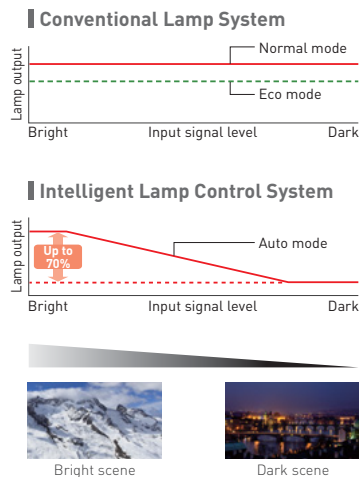 Conventional Lamp System
Lamp output
Normal mode
Eco mode
Bright Input signal level Dark
Intelligent Lamp Control System
Lamp output
Up to
70%
Auto mode
Bright Input signal level Dark
Bright scene Dark scene